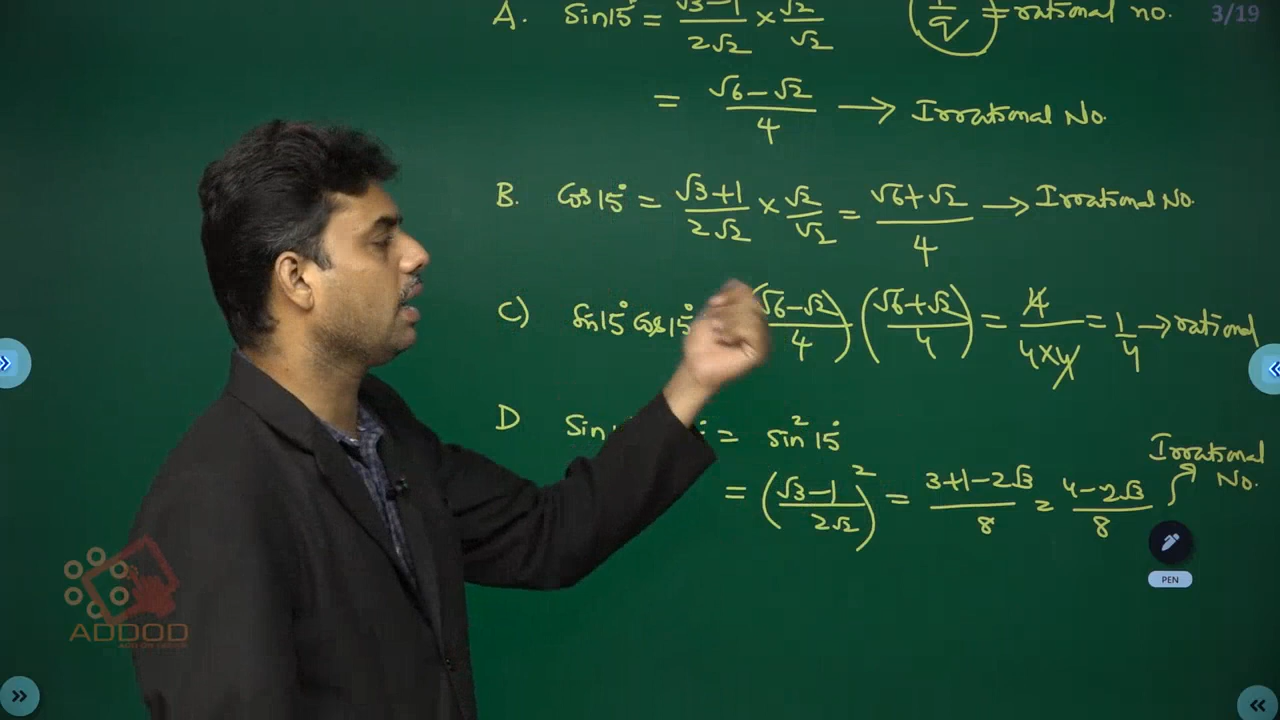 A. Sin15° = √3-1/2√2 × √2/√2 = rational no. 3/19
= √6-√2/4 → Irrational No.
B. Cos15° = √3+1/2√2 × √2/√2 = √6+√2/4 → Irrational No.
C) Sin15° Cos15° (√6-√2/4) (√6+√2/4) = 4/4×4 = 1/4 → rational
D Sin = sin²15°
= (√3-1/2√2)² = 3+1-2√3/8 = 4-2√3/8 Irrational No.
PEN
ADDOD